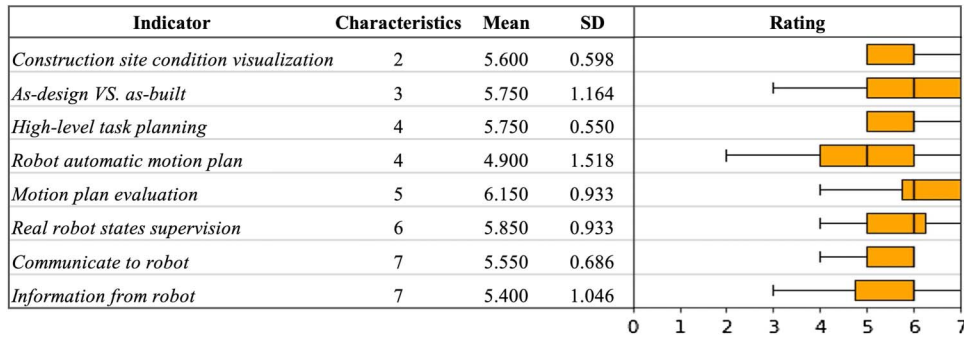 Indicator Characteristics Mean SD Rating
Construction site condition visualization 2 5.600 0.598
As-design VS. as-built 3 5.750 1.164
High-level task planning 4 5.750 0.550
Robot automatic motion plan 4 4.900 1.518
Motion plan evaluation 5 6.150 0.933
Real robot states supervision 6 5.850 0.933
Communicate to robot 7 5.550 0.686
Information from robot 7 5.400 1.046
0 1 2 3 4 5 6 7